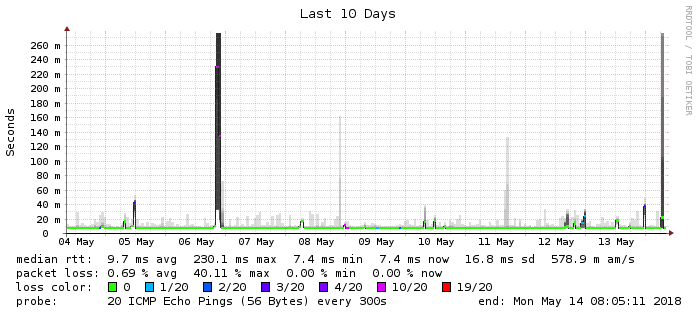 Last 10 Days
RRDTOOL / TOBI OETIKER
Seconds
260 m
240 m
220 m
200 m
180 m
160 m
140 m
120 m
100 m
80 m
60 m
40 m
20 m
0
04 May 05 May 06 May 07 May 08 May 09 May 10 May 11 May 12 May 13 May
median rtt: 9.7 ms avg 230.1 ms max 7.4 ms min 7.4 ms now 16.8 ms sd 578.9 m am/s
packet loss: 0.69 % avg 40.11 % max 0.00 % min 0.00 % now
loss color: 0 1/20 2/20 3/20 4/20 10/20 19/20
probe: 20 ICMP Echo Pings (56 Bytes) every 300s end: Mon May 14 08:05:11 2018